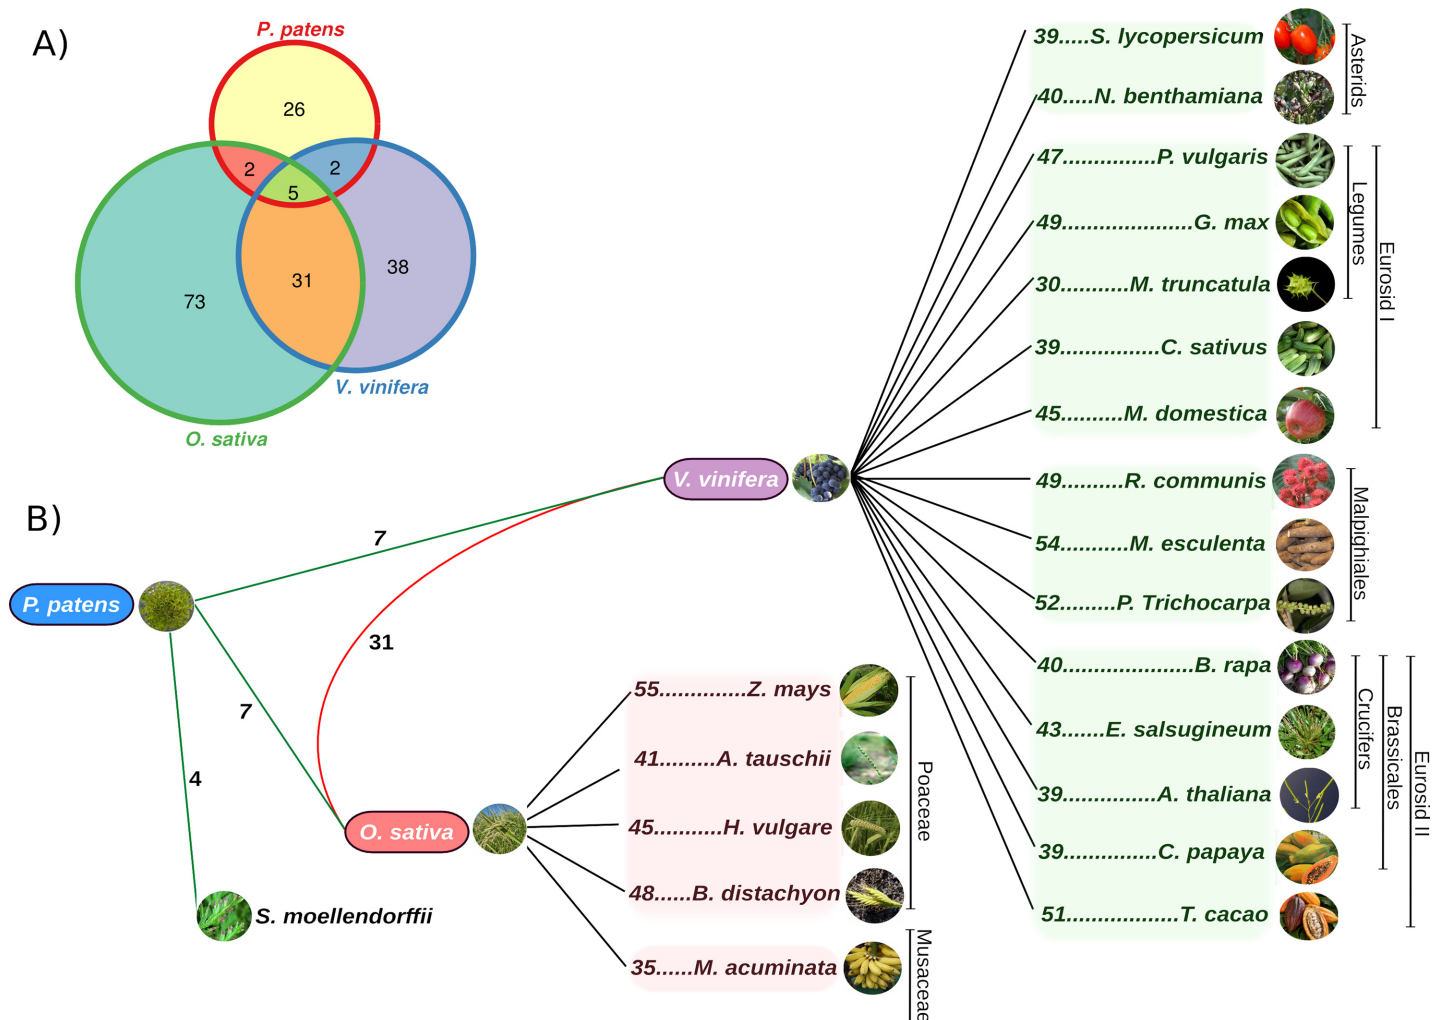 A)
P. patens
26
2
2
5
31
38
73
V. vinifera
O. sativa
B)
P. patens
7
7
4
31
V. vinifera
O. sativa
S. moellendorffii
39.....S. lycopersicum
40.....N. benthamiana
Asterids
47..............P. vulgaris
49....................G. max
30..........M. truncatula
Legumes
39...............C. sativus
45..........M. domestica
Eurosid I
49..........R. communis
54...........M. esculenta
52.........P. Trichocarpa
Malpighiales
40......................B. rapa
43.......E. salsugineum
39.............A. thaliana
Crucifers
39..............C. papaya
Brassicales
51.................T. cacao
Eurosid II
55..............Z. mays
41.........A. tauschii
45...........H. vulgare
48......B. distachyon
Poaceae
35......M. acuminata
Musaceae